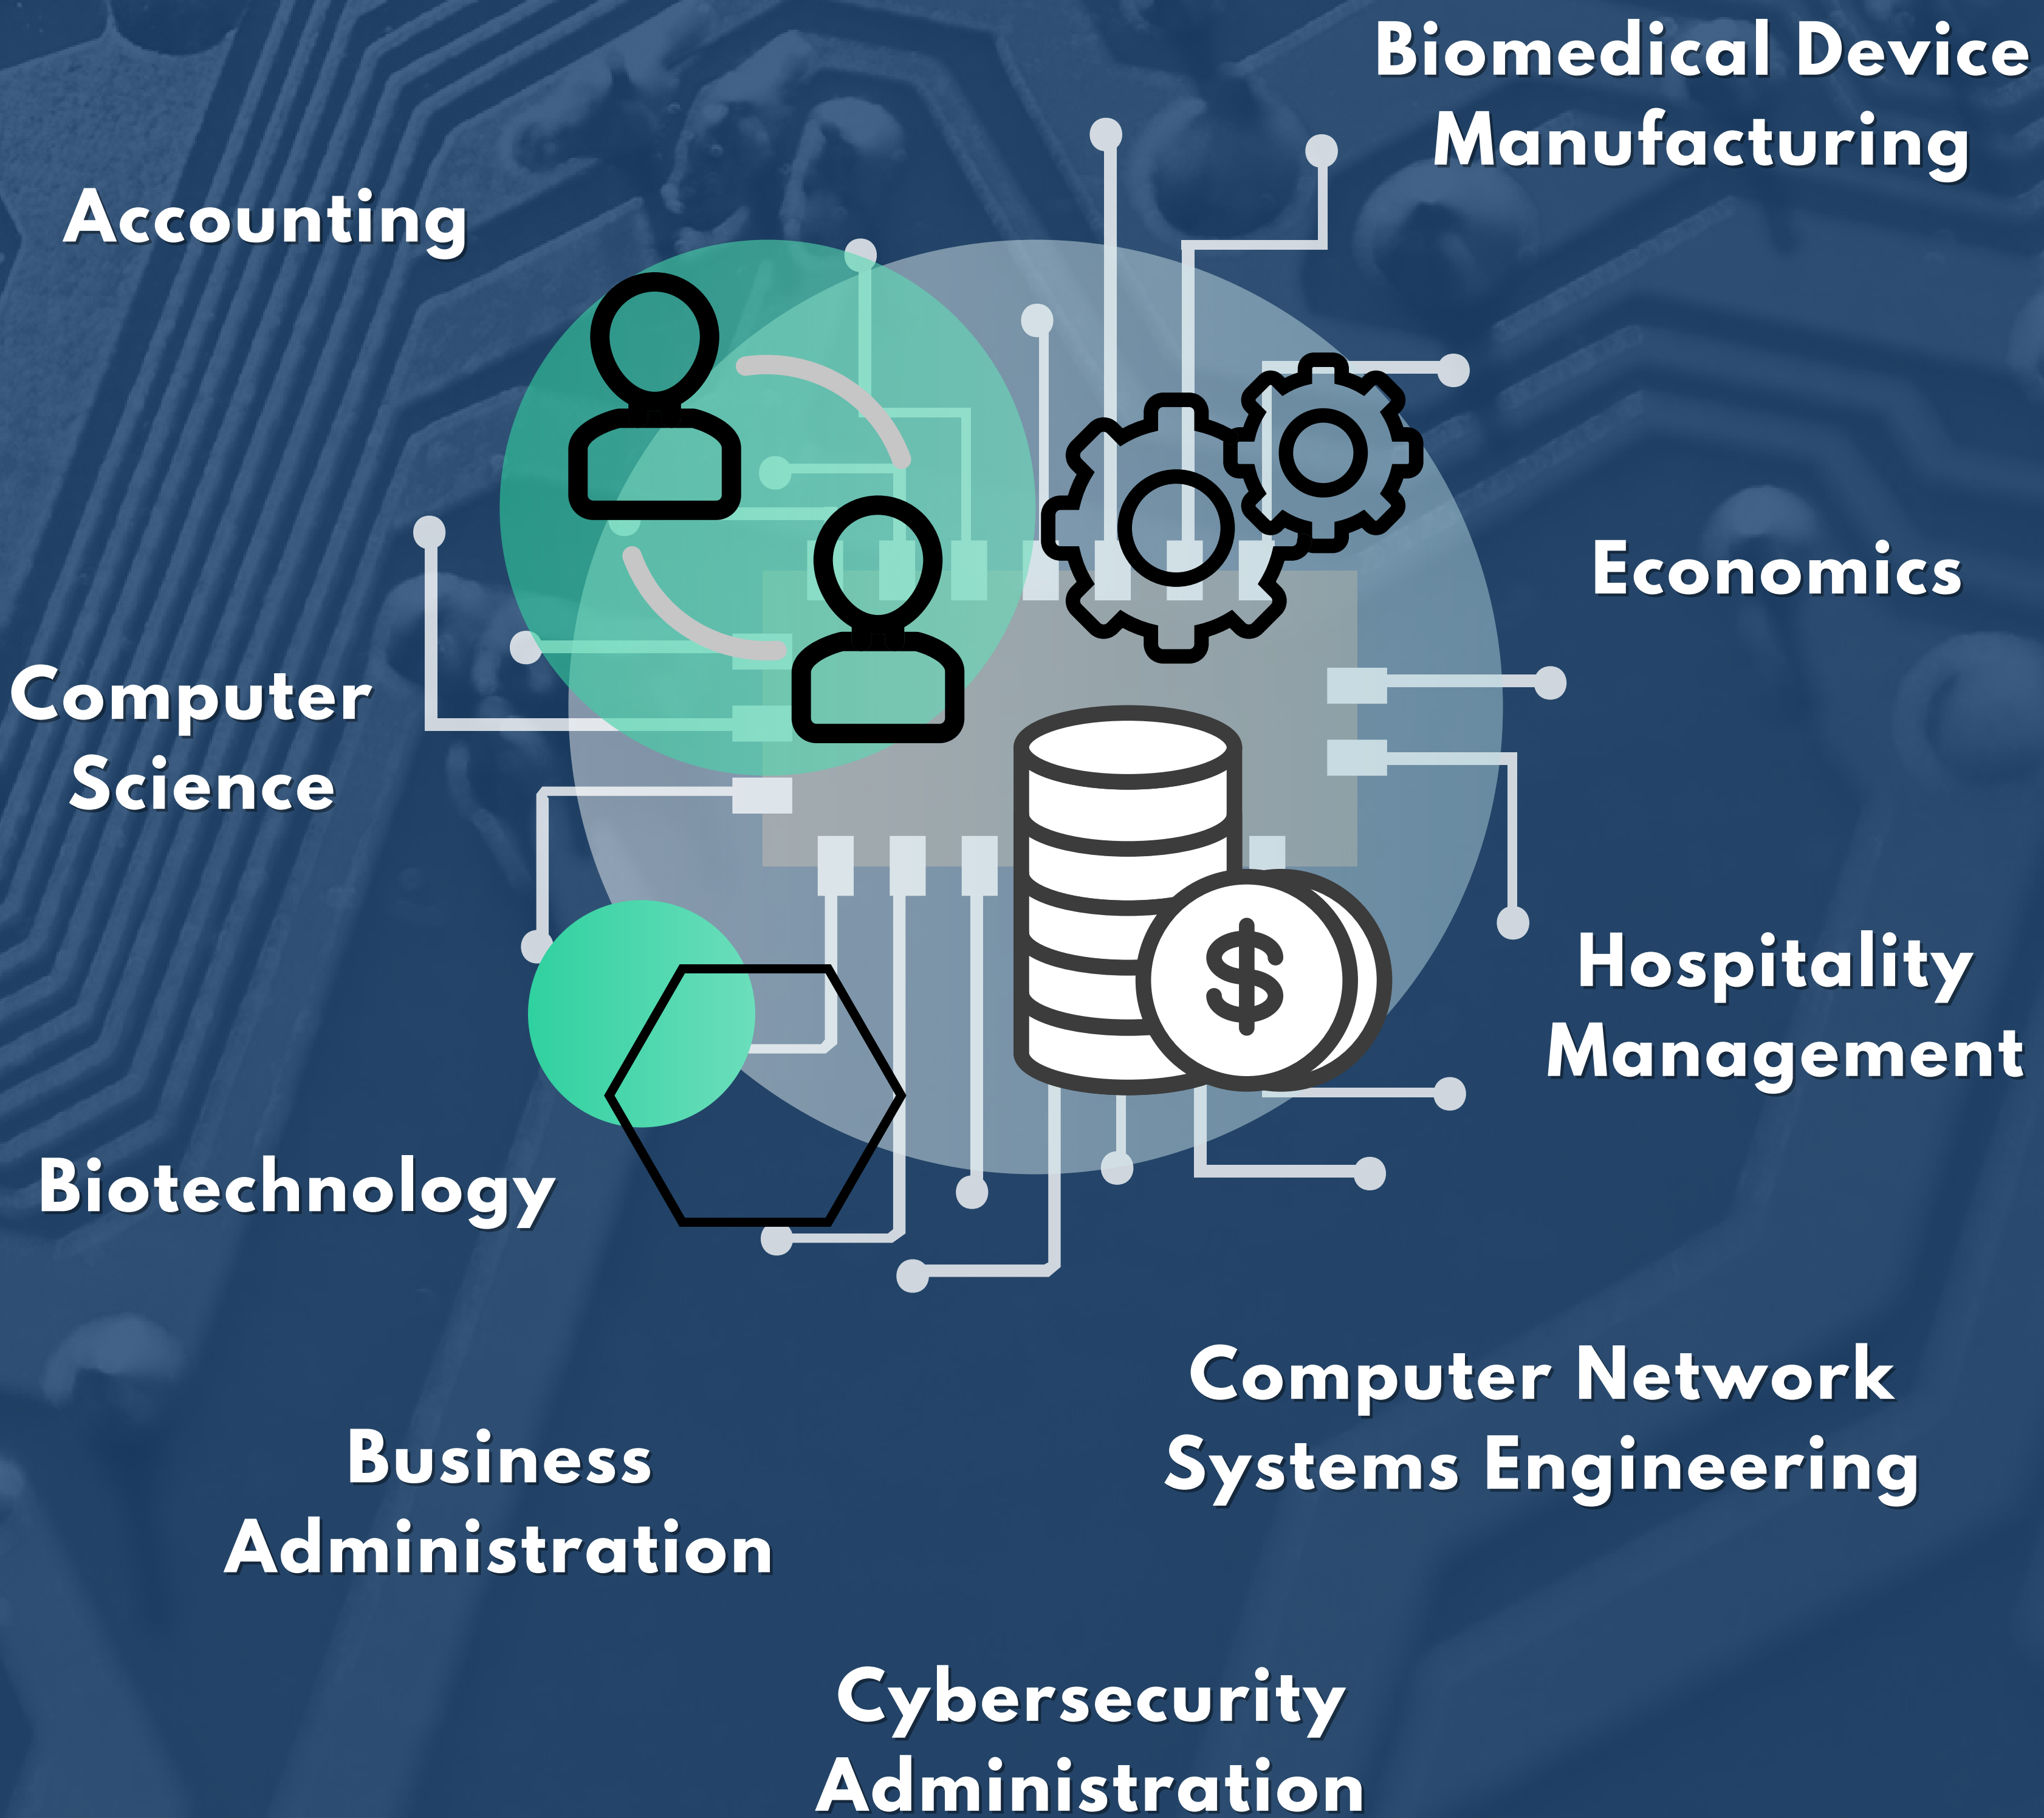 Biomedical Device
Manufacturing
Accounting
Economics
Computer
Science
Hospitality
Management
$
Biotechnology
Computer Network
Systems Engineering
Business
Administration
Cybersecurity
Administration